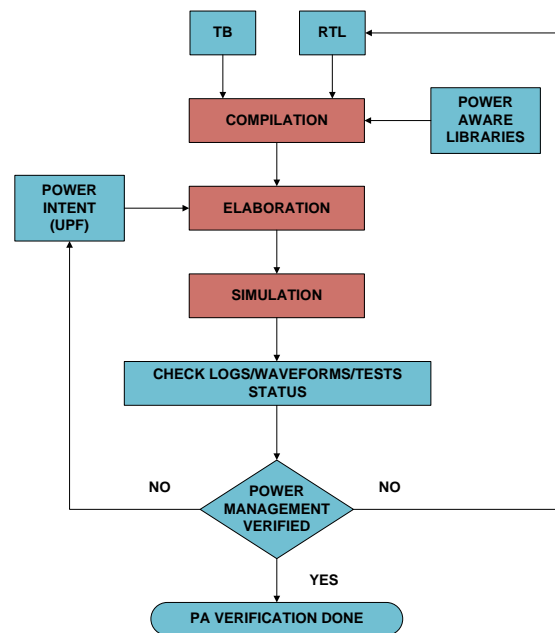 TB
RTL
COMPILATION
POWER
AWARE
LIBRARIES
POWER
INTENT
(UPF)
ELABORATION
SIMULATION
CHECK LOGS/WAVEFORMS/TESTS
STATUS
NO
POWER
MANAGEMENT
VERIFIED
NO
YES
PA VERIFICATION DONE